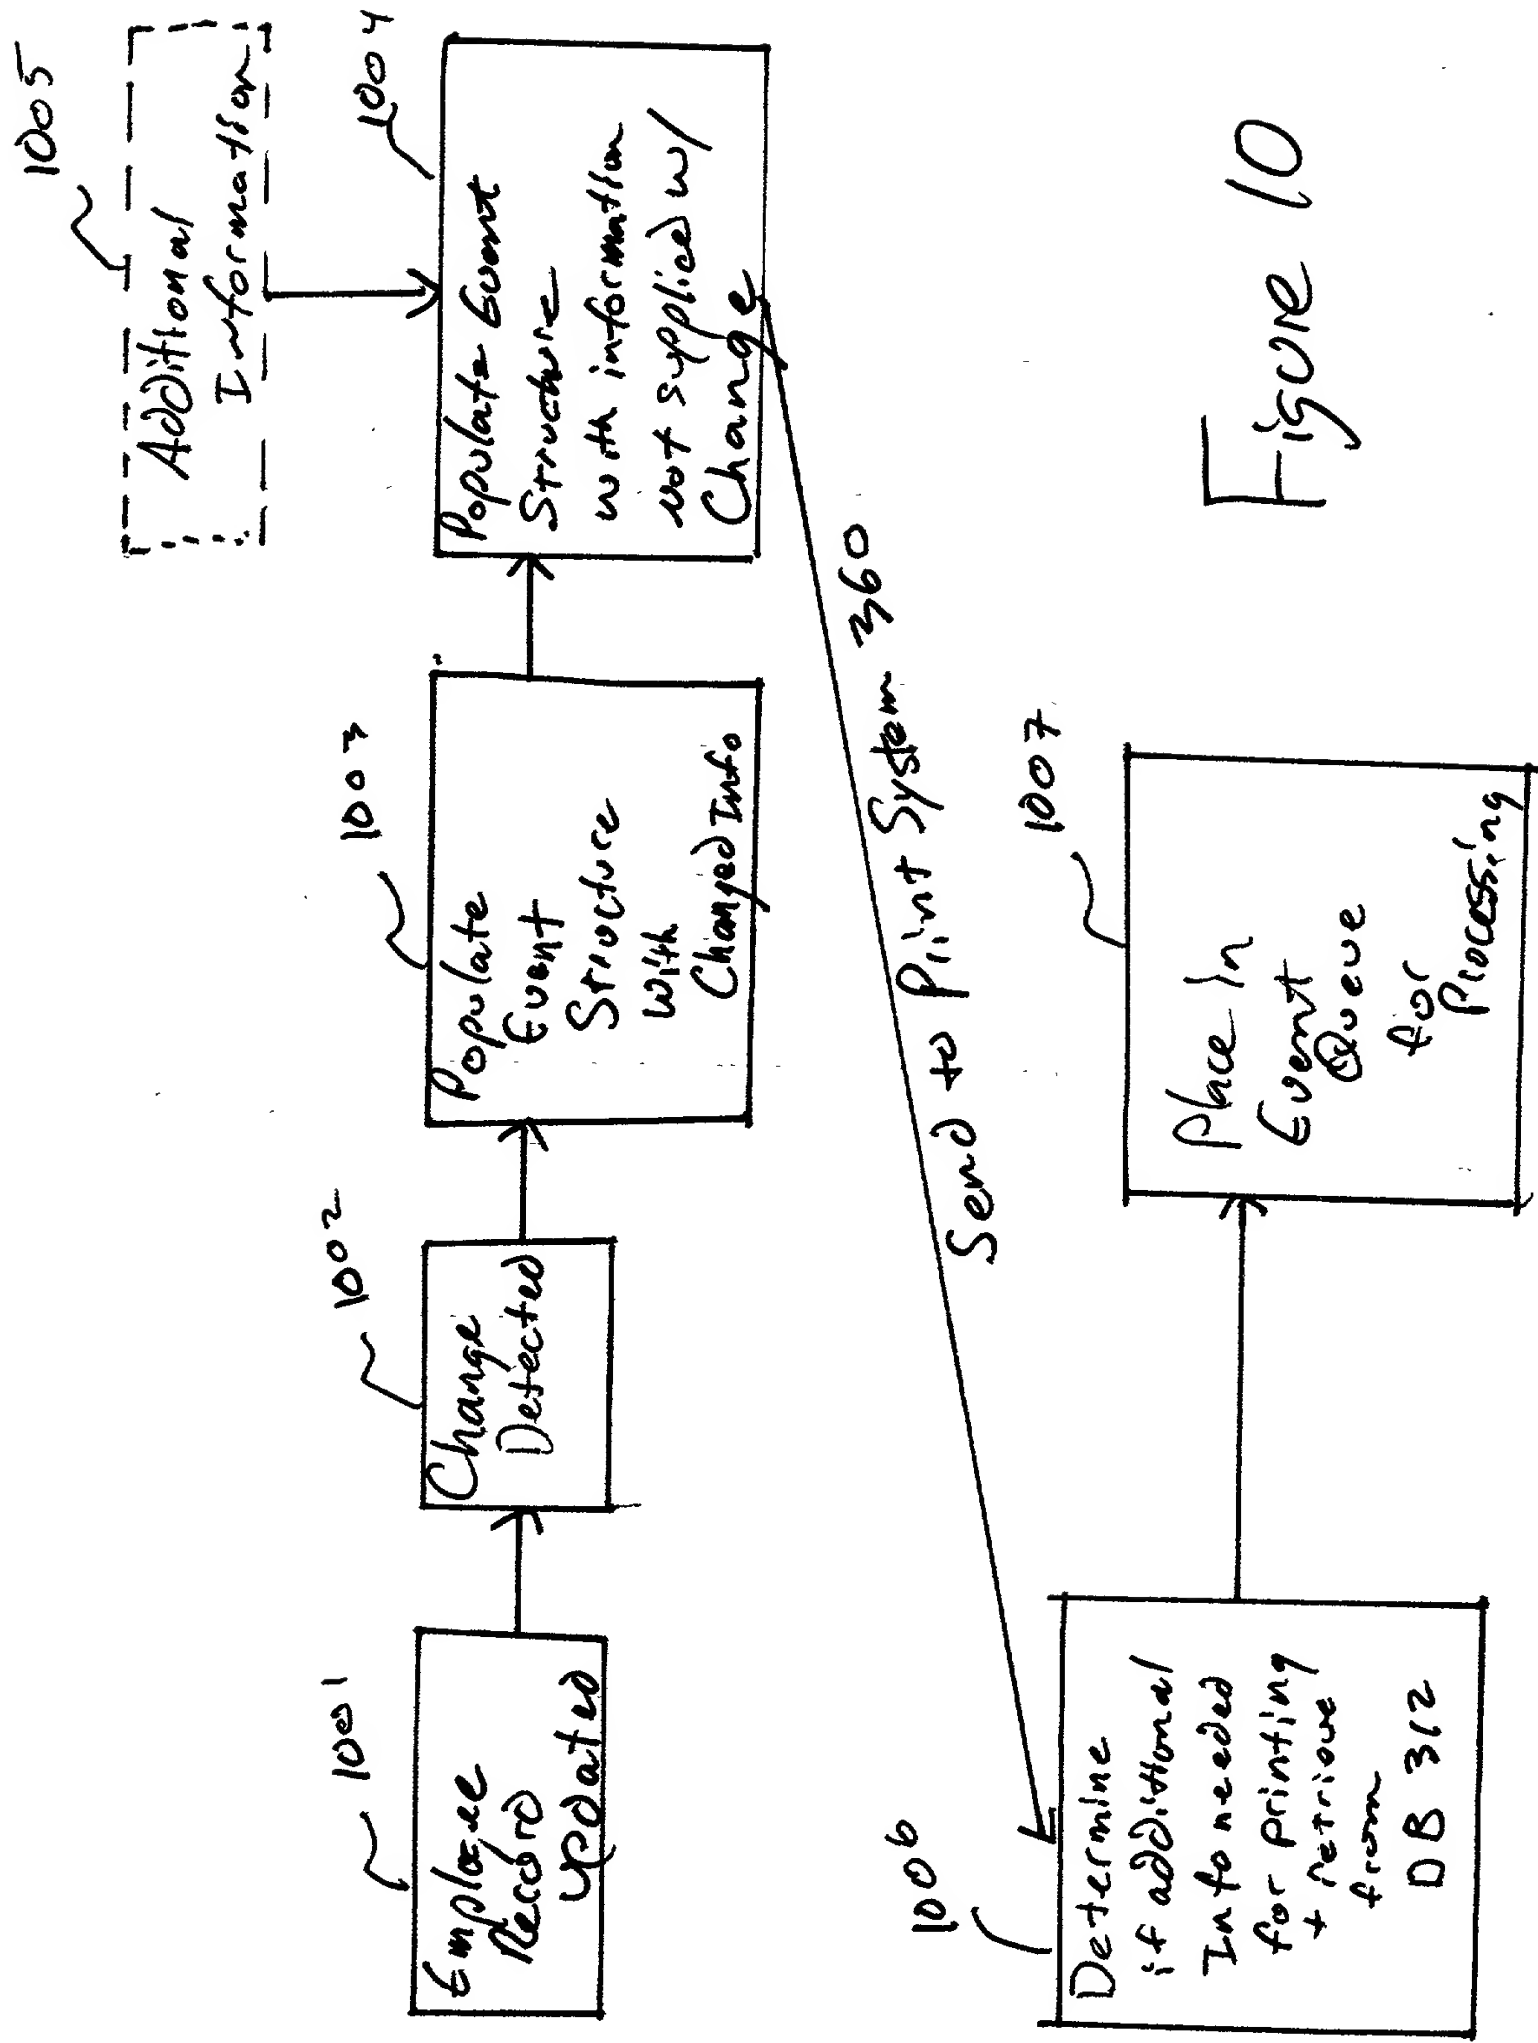 1001
Employee
Record
Updated
1002
Change
Detected
1003
Populate
Event
Structure
With
Changed Info
1005
Additional
Information
1004
Populate Event
Structure
with information
not supplied w/
Change
Send to Print System 360
1006
Determine
if additional
Info needed
for printing
+ retrieve
from
DB 312
1007
Place in
Event
Queue
for
Processing
Figure 10